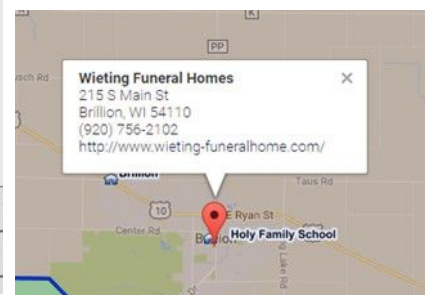 K
PP
Wieting Funeral Homes
215 S Main St
Brillion, WI 54110
(920) 756-2102
http://www.wieting-funeralhome.com/
Brillion
Taus Rd
10
E Ryan St
Center Rd
Holy Family School